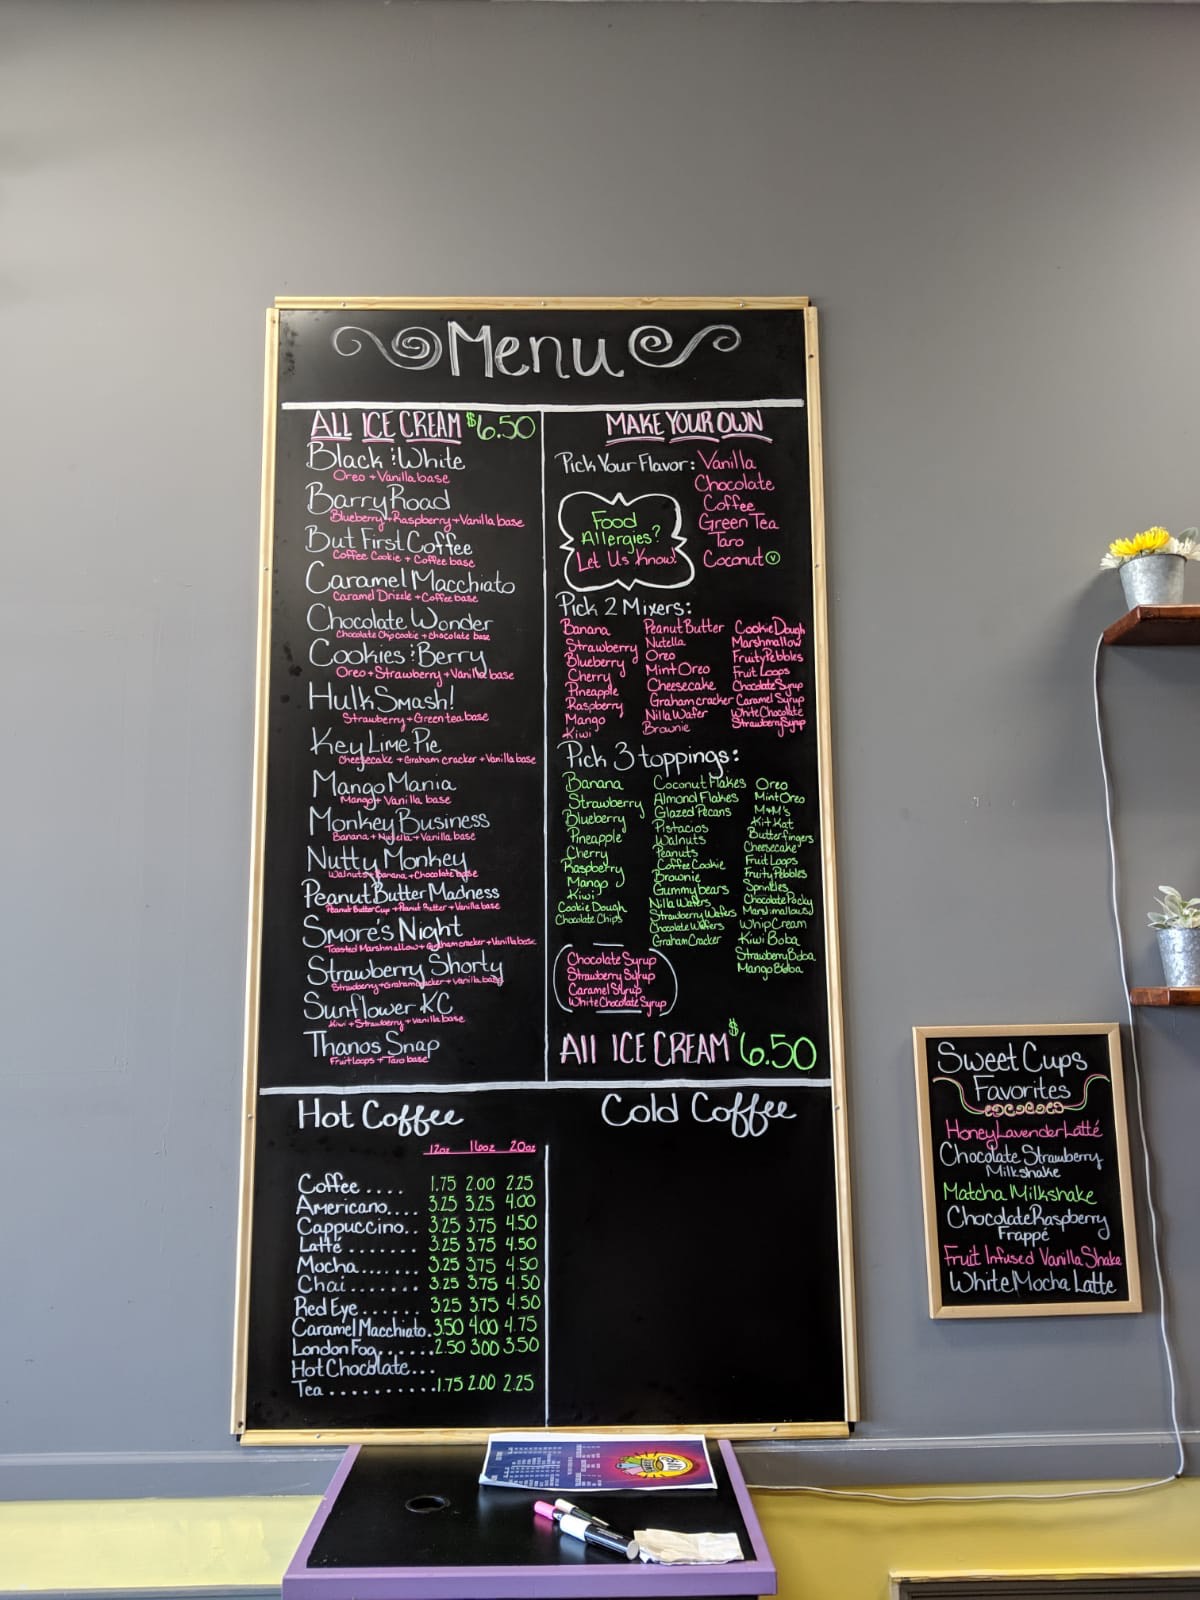 Menu
ALL ICE CREAM $6.50
Black & White
Oreo + Vanilla base
Barry Road
Blueberry + Raspberry + Vanilla base
But First Coffee
Coffee Cookie + Coffee base
Caramel Macchiato
Caramel Drizzle + Coffee base
Chocolate Wonder
Chocolate Chip cookie + chocolate base
Cookies & Berry
Oreo + Strawberry + Vanilla base
Hulk Smash!
Strawberry + Green tea base
Key Lime Pie
Cheesecake + Graham cracker + Vanilla base
Mango Mania
Mango + Vanilla base
Monkey Business
Banana + Nutella + Vanilla base
Nutty Monkey
Walnuts + Banana + Chocolate base
Peanut Butter Madness
Peanut Butter Cup + Peanut Butter + Vanilla base
Smore's Night
Toasted Marshmallow + Graham cracker + Vanilla base
Strawberry Shorty
Strawberry + Graham cracker + Vanilla base
Sunflower KC
Kiwi + Strawberry + Vanilla base
Thanos Snap
Fruit loops + Taro base
MAKE YOUR OWN
Pick Your Flavor: Vanilla
Chocolate
Coffee
Green Tea
Taro
Coconut V
Food
Allergies?
Let Us Know!
Pick 2 Mixers:
Banana
Strawberry
Blueberry
Cherry
Pineapple
Raspberry
Mango
Kiwi
Peanut Butter
Nutella
Oreo
Mint Oreo
Cheesecake
Graham cracker
Nilla Wafer
Brownie
Cookie Dough
Marshmallow
Fruity Pebbles
Fruit Loops
Chocolate Syrup
Caramel Syrup
White Chocolate
Strawberry Syrup
Pick 3 toppings:
Banana
Strawberry
Blueberry
Pineapple
Cherry
Raspberry
Mango
Kiwi
Cookie Dough
Chocolate Chips
Coconut Flakes
Almond Flakes
Glazed Pecans
Pistacios
Walnuts
Peanuts
Coffee Cookie
Brownie
Gummybears
Nilla Wafers
Strawberry Wafers
Chocolate Wafers
Graham Cracker
Oreo
Mint Oreo
M&M's
Kit Kat
Butterfingers
Cheesecake
Fruit Loops
Fruity Pebbles
Sprinkles
Chocolate Pocky
Marshmallows
Whip Cream
Kiwi Boba
Strawberry Boba
Mango Boba
Chocolate Syrup
Strawberry Syrup
Caramel Syrup
White Chocolate Syrup
All ICE CREAM $6.50
Hot Coffee
12oz 16oz 20oz
Coffee .... 1.75 2.00 2.25
Americano.... 3.25 3.25 4.00
Cappuccino.. 3.25 3.75 4.50
Latté ....... 3.25 3.75 4.50
Mocha....... 3.25 3.75 4.50
Chai....... 3.25 3.75 4.50
Red Eye ...... 3.25 3.75 4.50
Caramel Macchiato. 3.50 4.00 4.75
London Fog...... 2.50 3.00 3.50
Hot Chocolate...
Tea .......... 1.75 2.00 2.25
Cold Coffee
Sweet Cups
Favorites
Honey Lavender Latté
Chocolate Strawberry
Milkshake
Matcha Milkshake
Chocolate Raspberry
Frappé
Fruit Infused Vanilla Shake
White Mocha Latte